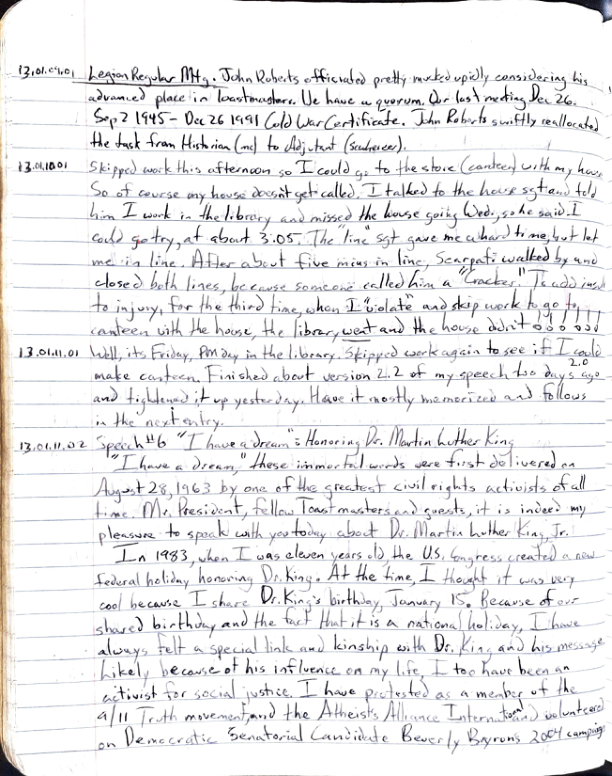 13.01.09.01 Legion Regular Mtg. John Roberts officiated pretty considering his
advanced place in Toastmasters. We have a quorum. Our last meeting Dec 26.
Sep 2 1945 - Dec 26 1991 Cold War Certificate. John Roberts swiftly reallocated
the task from Historian (me) to Adjutant
13.01.10.01 Skipped work this afternoon so I could go to the store (canteen) with my house
So of course my house doesn't get called. I talked to the house sgt and told
him I work in the library and missed the house going Wed., so he said I
could go try, at about 3:05. The "line" sgt gave me a hard time, but let
me in line. After about five mins in line, Scarpati walked by and
closed both lines, because someone called him a "Cracker." To add insult
to injury, for the third time, when I "violate" and skip work to go to
canteen with the house, the library went and the house didn't!!!!!
13.01.11.01 Well, its Friday, PM day in the library. Skipped work again to see if I could
make canteen. Finished about version 2.2 of my speech two days ago
2.0
and tightened it up yesterday. Have it mostly memorized and follows
in the next entry.
13.01.11.02 Speech #6 "I have a dream": Honoring Dr. Martin Luther King
"I have a dream," these immortal words were first delivered on
August 28, 1963 by one of the greatest civil rights activists of all
time. Mr. President, fellow Toastmasters and guests, it is indeed my
pleasure to speak with you today about Dr. Martin Luther King, Jr.
In 1983, when I was eleven years old, the U.S. Congress created a new
federal holiday honoring Dr. King. At the time, I thought it was very
cool because I share Dr. King's birthday, January 15. Because of our
shared birthday and the fact that it is a national holiday, I have
always felt a special link and kinship with Dr. King and his message
Likely because of his influence on my life, I too have been an
activist for social justice. I have protested as a member of the
9/11 Truth movement, and the Atheists Alliance International and volunteered
on Democratic Senatorial Candidate Beverly Byrons 2004 campaign